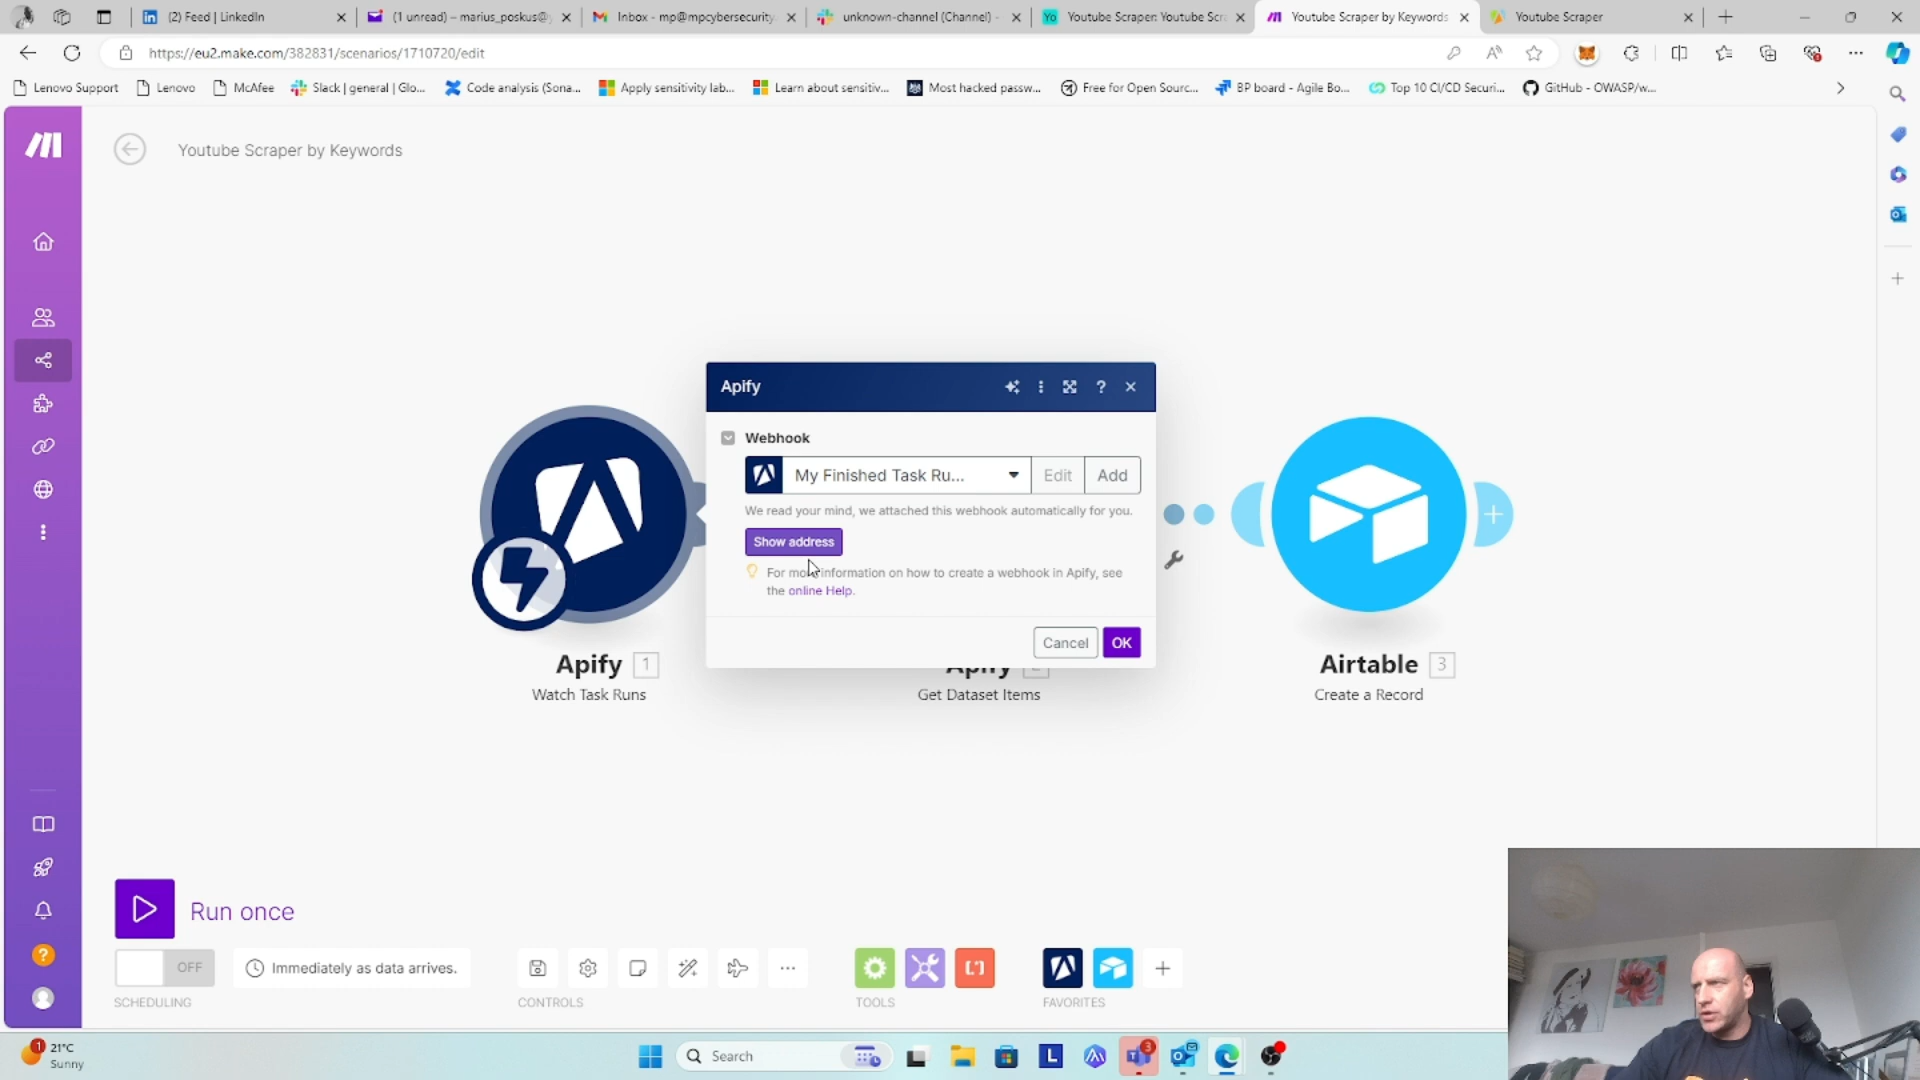 (2) Feed | LinkedIn
(1 unread) – marius_poskus@
Inbox - mp@mpcybersecurity.
unknown-channel (Channel) -
Yo
Youtube Scraper: Youtube Scr
Youtube Scraper by Keywords
Youtube Scraper
https://eu2.make.com/382831/scenarios/1710720/edit
Lenovo Support
Lenovo
McAfee
Slack | general | Glo...
Code analysis (Sona...
Apply sensitivity lab...
Learn about sensitiv...
Most hacked passw...
Free for Open Sourc...
BP board - Agile Bo...
Top 10 CI/CD Securi...
GitHub - OWASP/w...
Youtube Scraper by Keywords
Apify
?
Webhook
My Finished Task Ru...
Edit
Add
We read your mind, we attached this webhook automatically for you.
Show address
For more information on how to create a webhook in Apify, see
the online Help.
Cancel
OK
Apify
1
Watch Task Runs
Apify
2
Get Dataset Items
Airtable
3
Create a Record
Run once
OFF
Immediately as data arrives.
SCHEDULING
CONTROLS
TOOLS
FAVORITES
1
21°C
Sunny
Search
L
3